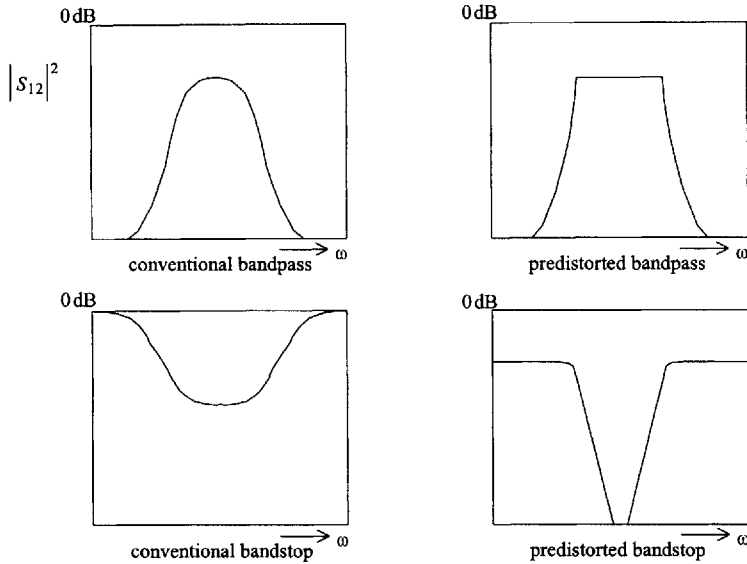 0 dB
0 dB
|S₁₂|²
ω
ω
conventional bandpass
predistorted bandpass
0 dB
0 dB
ω
ω
conventional bandstop
predistorted bandstop